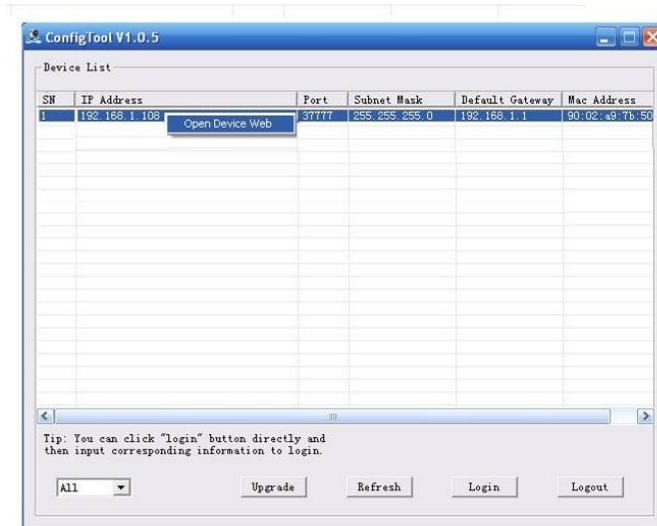 ConfigTool V1.0.5
Device List
SN IP Address Port Subnet Mask Default Gateway Mac Address
1 192.168.1.108 37777 255.255.255.0 192.168.1.1 90:02:a9:7b:50
Open Device Web
Tip: You can click "login" button directly and
then input corresponding information to login.
All Upgrade Refresh Login Logout